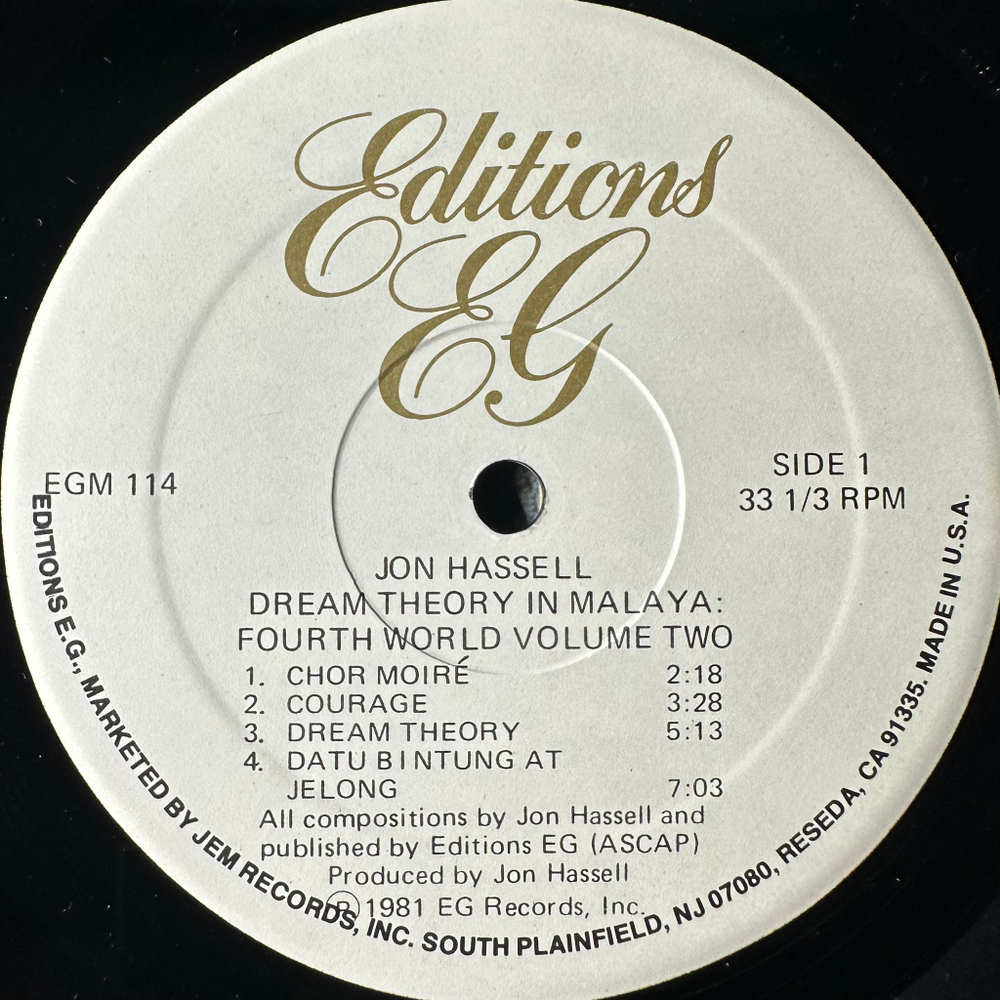 Editions
EG
EGM 114
SIDE 1
33 1/3 RPM
JON HASSELL
DREAM THEORY IN MALAYA:
FOURTH WORLD VOLUME TWO
1. CHOR MOIRÉ 2:18
2. COURAGE 3:28
3. DREAM THEORY 5:13
4. DATU BINTUNG AT
JELONG 7:03
All compositions by Jon Hassell and
published by Editions EG (ASCAP)
Produced by Jon Hassell
Ⓟ 1981 EG Records, Inc.
EDITIONS E.G., MARKETED BY JEM RECORDS, INC. SOUTH PLAINFIELD, NJ 07080, RESEDA, CA 91335. MADE IN U.S.A.